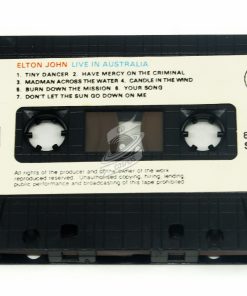 ELTON JOHN LIVE IN AUSTRALIA
1. TINY DANCER 2. HAVE MERCY ON THE CRIMINAL
3. MADMAN ACROSS THE WATER 4. CANDLE IN THE WIND
5. BURN DOWN THE MISSION 6. YOUR SONG
7. DON'T LET THE SUN GO DOWN ON ME
All rights of the producer and of the owner of the work
reproduced reserved. Unauthorised copying, hiring, lending
public performance and broadcasting of this tape prohibited